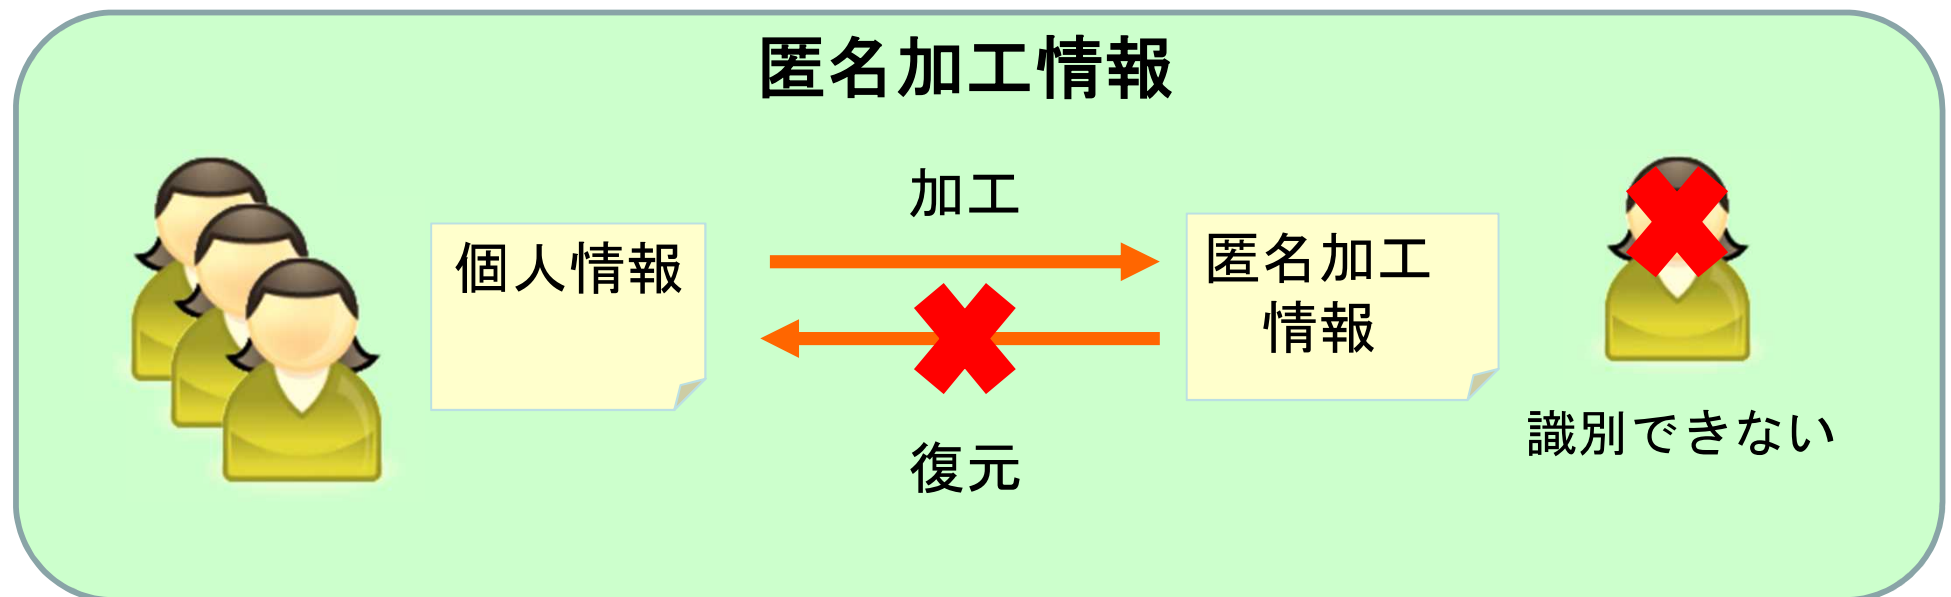 匿名加工情報
加工
個人情報
匿名加工
情報
復元
識別できない